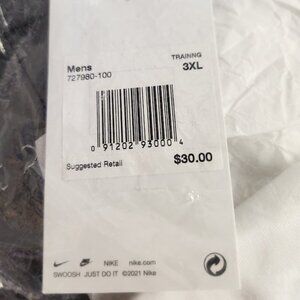 TRAINNG
Mens 3XL
727980-100
0 91202 93000 4
Suggested Retail $30.00
NIKE nike.com
SWOOSH JUST DO IT ©2021 Nike